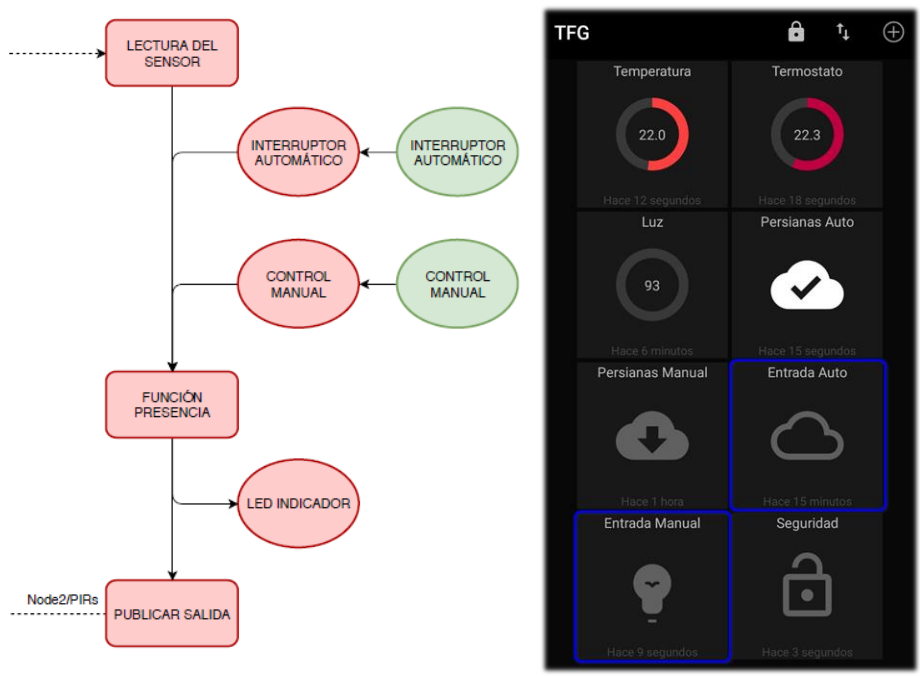 LECTURA DEL
SENSOR
INTERRUPTOR
AUTOMÁTICO
INTERRUPTOR
AUTOMÁTICO
CONTROL
MANUAL
CONTROL
MANUAL
FUNCIÓN
PRESENCIA
LED INDICADOR
Node2/PIRs
PUBLICAR SALIDA
TFG
Temperatura
22.0
Hace 12 segundos
Termostato
22.3
Hace 18 segundos
Luz
93
Hace 6 minutos
Persianas Auto
Hace 15 segundos
Persianas Manual
Hace 1 hora
Entrada Auto
Hace 15 minutos
Entrada Manual
Hace 9 segundos
Seguridad
Hace 3 segundos